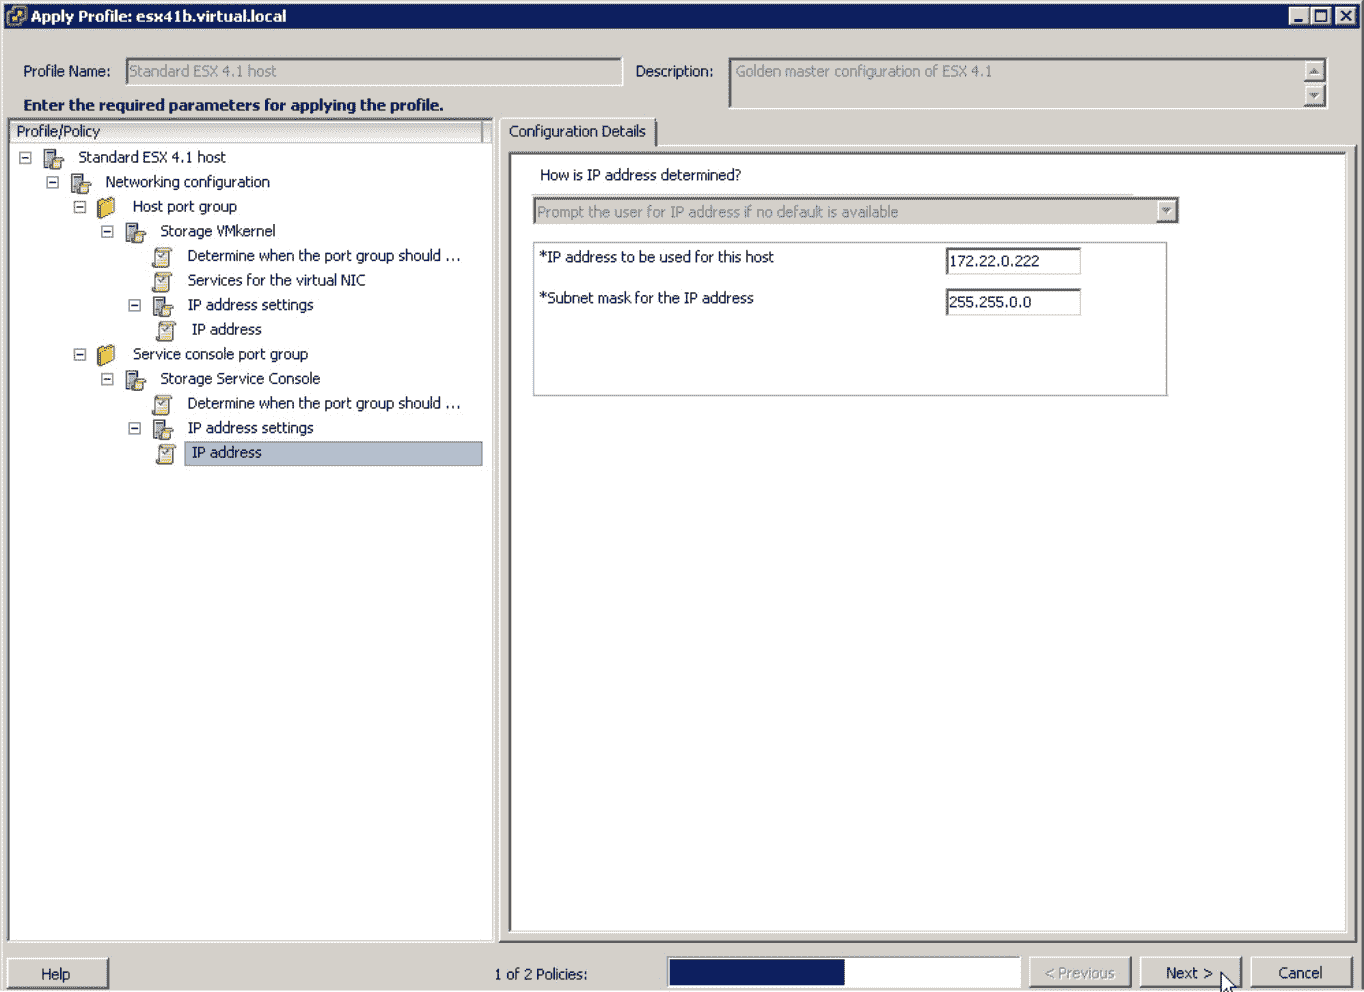 Apply Profile: esx41b.virtual.local
Profile Name: Standard ESX 4.1 host Description: Golden master configuration of ESX 4.1
Enter the required parameters for applying the profile.
Profile/Policy
Standard ESX 4.1 host
Networking configuration
Host port group
Storage VMkernel
Determine when the port group should ...
Services for the virtual NIC
IP address settings
IP address
Service console port group
Storage Service Console
Determine when the port group should ...
IP address settings
IP address
Configuration Details
How is IP address determined?
Prompt the user for IP address if no default is available
*IP address to be used for this host 172.22.0.222
*Subnet mask for the IP address 255.255.0.0
Help 1 of 2 Policies: < Previous Next > Cancel